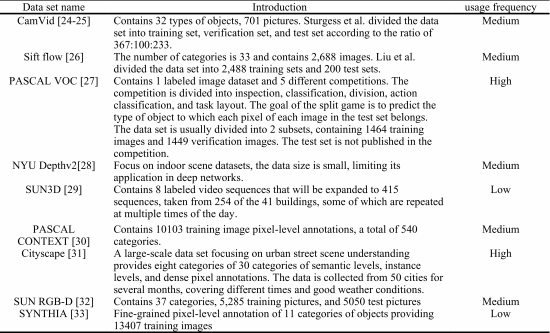 Data set name Introduction usage frequency
CamVid [24-25] Contains 32 types of objects, 701 pictures. Sturgess et al. divided the data Medium
set into training set, verification set, and test set according to the ratio of
367:100:233.
Sift flow [26] The number of categories is 33 and contains 2,688 images. Liu et al. Medium
divided the data set into 2,488 training sets and 200 test sets.
PASCAL VOC [27] Contains 1 labeled image dataset and 5 different competitions. The High
competition is divided into inspection, classification, division, action
classification, and task layout. The goal of the split game is to predict the
type of object to which each pixel of each image in the test set belongs.
The data set is usually divided into 2 subsets, containing 1464 training
images and 1449 verification images. The test set is not published in the
competition.
NYU Depthv2[28] Focus on indoor scene datasets, the data size is small, limiting its Medium
application in deep networks.
SUN3D [29] Contains 8 labeled video sequences that will be expanded to 415 Low
sequences, taken from 254 of the 41 buildings, some of which are repeated
at multiple times of the day.
PASCAL Contains 10103 training image pixel-level annotations, a total of 540 Medium
CONTEXT [30] categories.
Cityscape [31] A large-scale data set focusing on urban street scene understanding High
provides eight categories of 30 categories of semantic levels, instance
levels, and dense pixel annotations. The data is collected from 50 cities for
several months, covering different times and good weather conditions.
SUN RGB-D [32] Contains 37 categories, 5,285 training pictures, and 5050 test pictures Medium
SYNTHIA [33] Fine-grained pixel-level annotation of 11 categories of objects providing Low
13407 training images